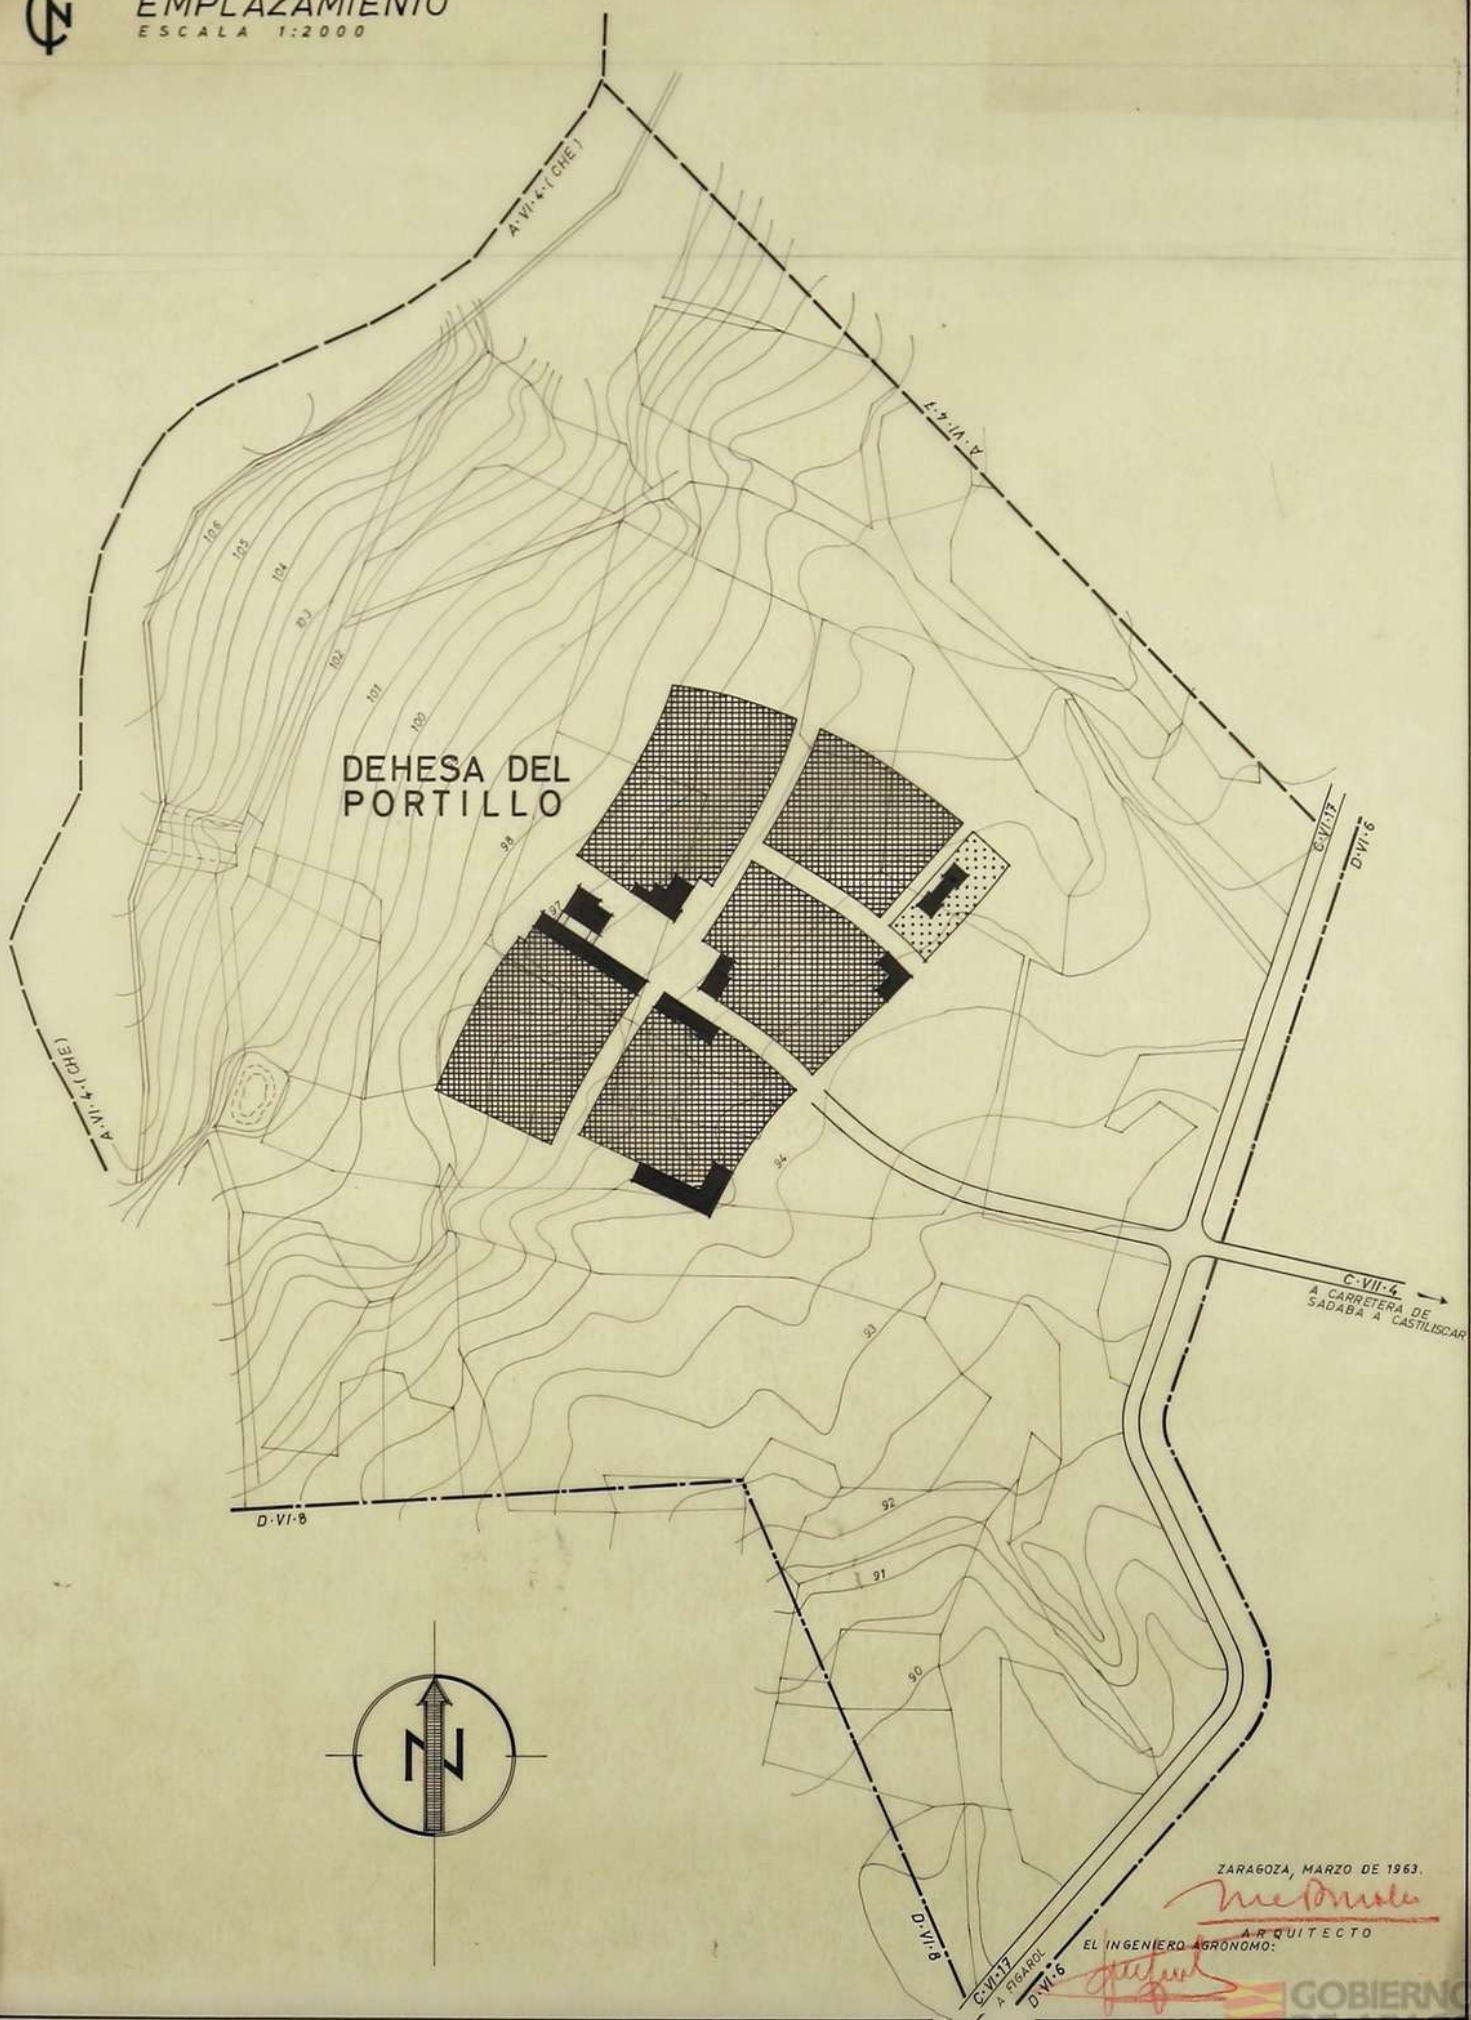 EMPLAZAMIENTO
ESCALA 1:2000
A·VI·4·(CHE)
A·VI·4·7
106
105
104
103
102
101
100
DEHESA DEL
PORTILLO
98
97
C·VI·17
D·VI·6
A·VI·4·(CHE)
94
C·VII·4
A CARRETERA DE
SADABA A CASTILISCAR
93
92
D·VI·8
91
90
N
ZARAGOZA, MARZO DE 1963.
ARQUITECTO
EL INGENIERO AGRONOMO:
D·VI·8
C·VI·17
A FIGAROL
D·VI·6
GOBIERNO